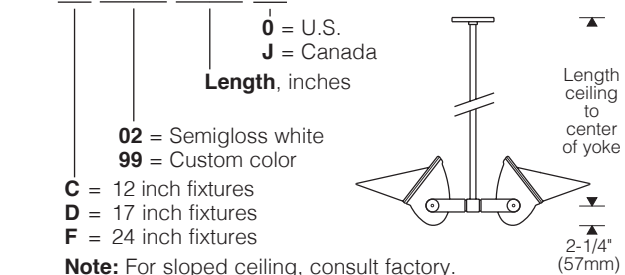 0 = U.S.
J = Canada
Length, inches
02 = Semigloss white
99 = Custom color
C = 12 inch fixtures
D = 17 inch fixtures
F = 24 inch fixtures
Note: For sloped ceiling, consult factory.
Length
ceiling
to
center
of yoke
2-1/4"
(57mm)